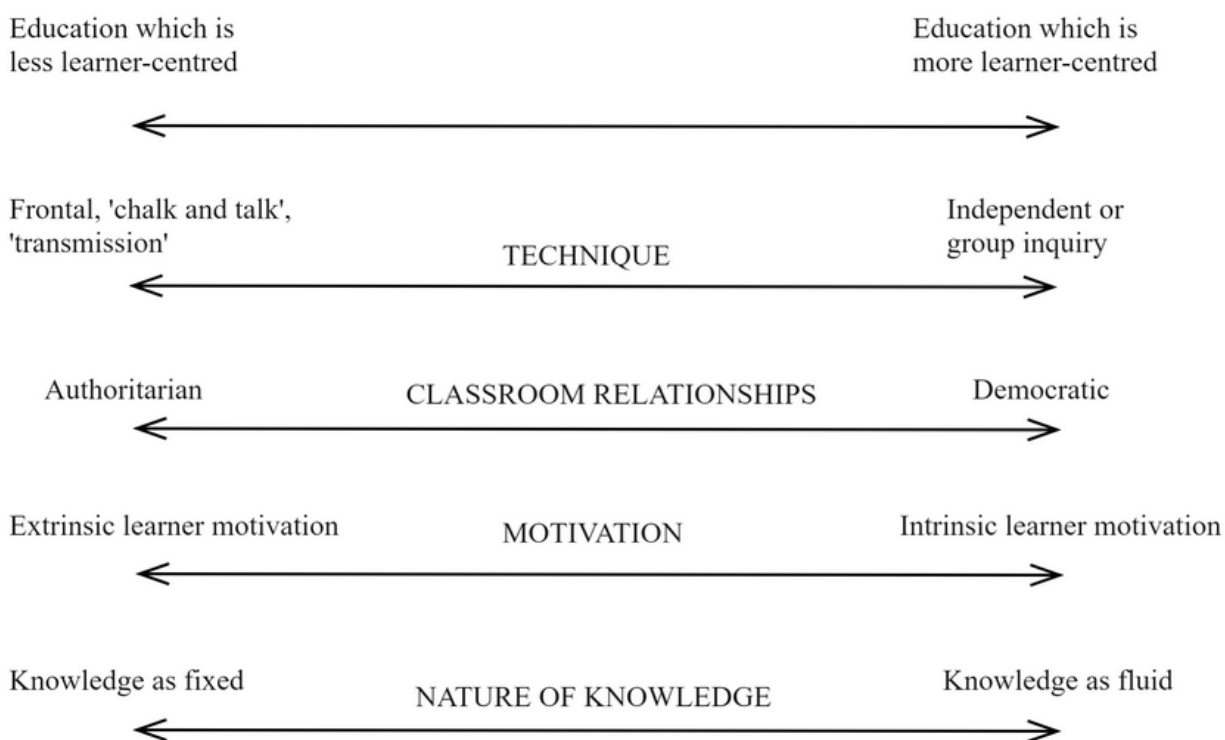 Education which is
less learner-centred
Education which is
more learner-centred
Frontal, 'chalk and talk',
'transmission'
TECHNIQUE
Independent or
group inquiry
Authoritarian
CLASSROOM RELATIONSHIPS
Democratic
Extrinsic learner motivation
MOTIVATION
Intrinsic learner motivation
Knowledge as fixed
NATURE OF KNOWLEDGE
Knowledge as fluid